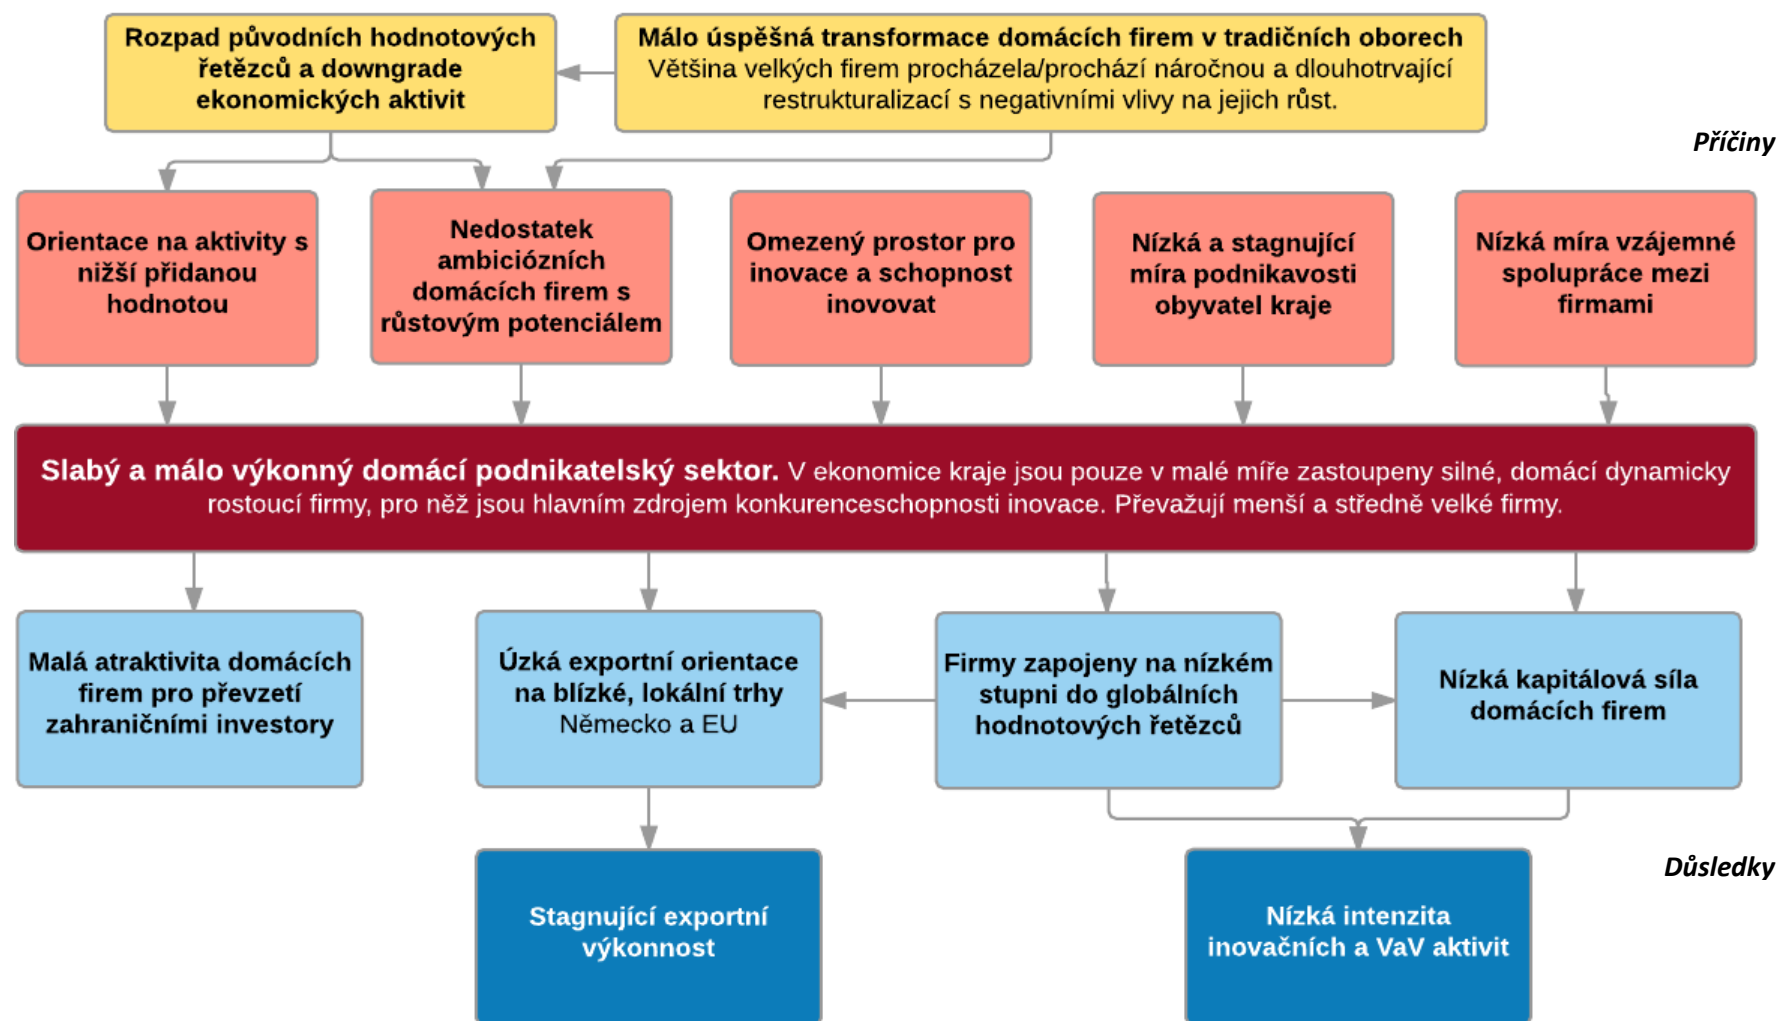 Rozpad původních hodnotových
řetězců a downgrade
ekonomických aktivit
Málo úspěšná transformace domácích firem v tradičních oborech
Většina velkých firem procházela/prochází náročnou a dlouhotrvající
restrukturalizací s negativními vlivy na jejich růst.
Příčiny
Orientace na aktivity s
nižší přidanou
hodnotou
Nedostatek
ambiciózních
domácích firem s
růstovým potenciálem
Omezený prostor pro
inovace a schopnost
inovovat
Nízká a stagnující
míra podnikavosti
obyvatel kraje
Nízká míra vzájemné
spolupráce mezi
firmami
Slabý a málo výkonný domácí podnikatelský sektor. V ekonomice kraje jsou pouze v malé míře zastoupeny silné, domácí dynamicky
rostoucí firmy, pro něž jsou hlavním zdrojem konkurenceschopnosti inovace. Převažují menší a středně velké firmy.
Malá atraktivita domácích
firem pro převzetí
zahraničními investory
Úzká exportní orientace
na blízké, lokální trhy
Německo a EU
Firmy zapojeny na nízkém
stupni do globálních
hodnotových řetězců
Nízká kapitálová síla
domácích firem
Důsledky
Stagnující exportní
výkonnost
Nízká intenzita
inovačních a VaV aktivit